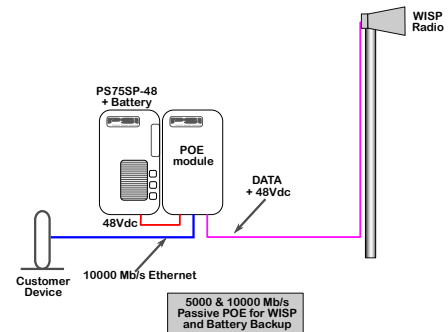 WISP
Radio
PS75SP-48
+ Battery
POE
module
DATA
+ 48Vdc
48Vdc
10000 Mb/s Ethernet
Customer
Device
5000 & 10000 Mb/s
Passive POE for WISP
and Battery Backup